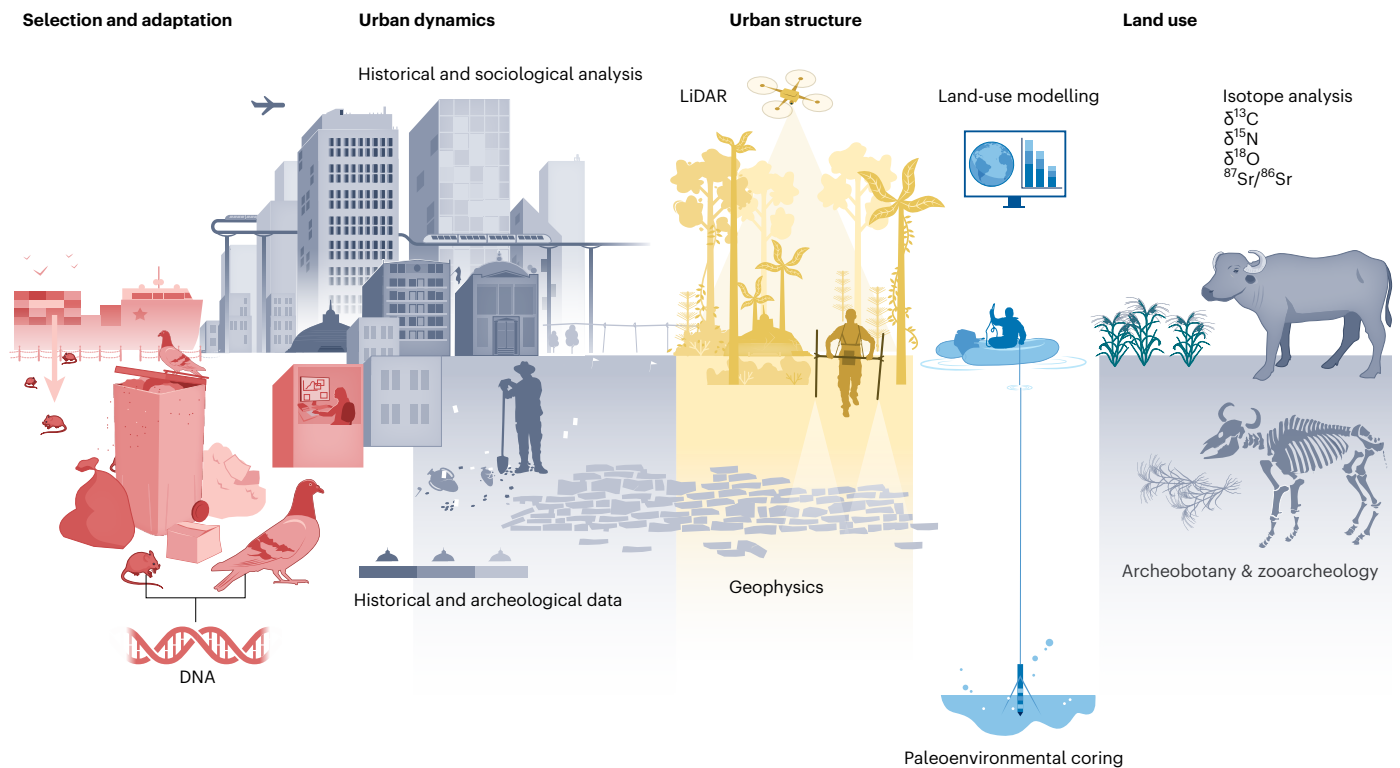 Selection and adaptation
Urban dynamics
Urban structure
Land use
Historical and sociological analysis
LiDAR
Land-use modelling
Isotope analysis
δ¹³C
δ¹⁵N
δ¹⁸O
⁸⁷Sr/⁸⁶Sr
Archeobotany & zooarcheology
Geophysics
Historical and archeological data
DNA
Paleoenvironmental coring